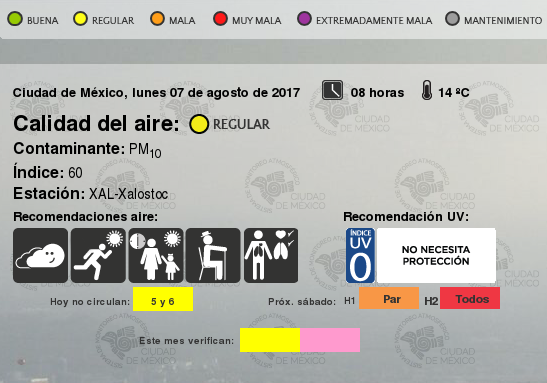 BUENA REGULAR MALA MUY MALA EXTREMADAMENTE MALA MANTENIMIENTO
Ciudad de México, lunes 07 de agosto de 2017 08 horas 14 ºC
Calidad del aire: REGULAR
Contaminante: PM10
Índice: 60
Estación: XAL-Xalostoc
Recomendaciones aire: Recomendación UV:
ÍNDICE
UV
0
NO NECESITA
PROTECCIÓN
Hoy no circulan: 5 y 6 Próx. sábado: H1 Par H2 Todos
Este mes verifican:
CIUDAD
DE MÉXICO